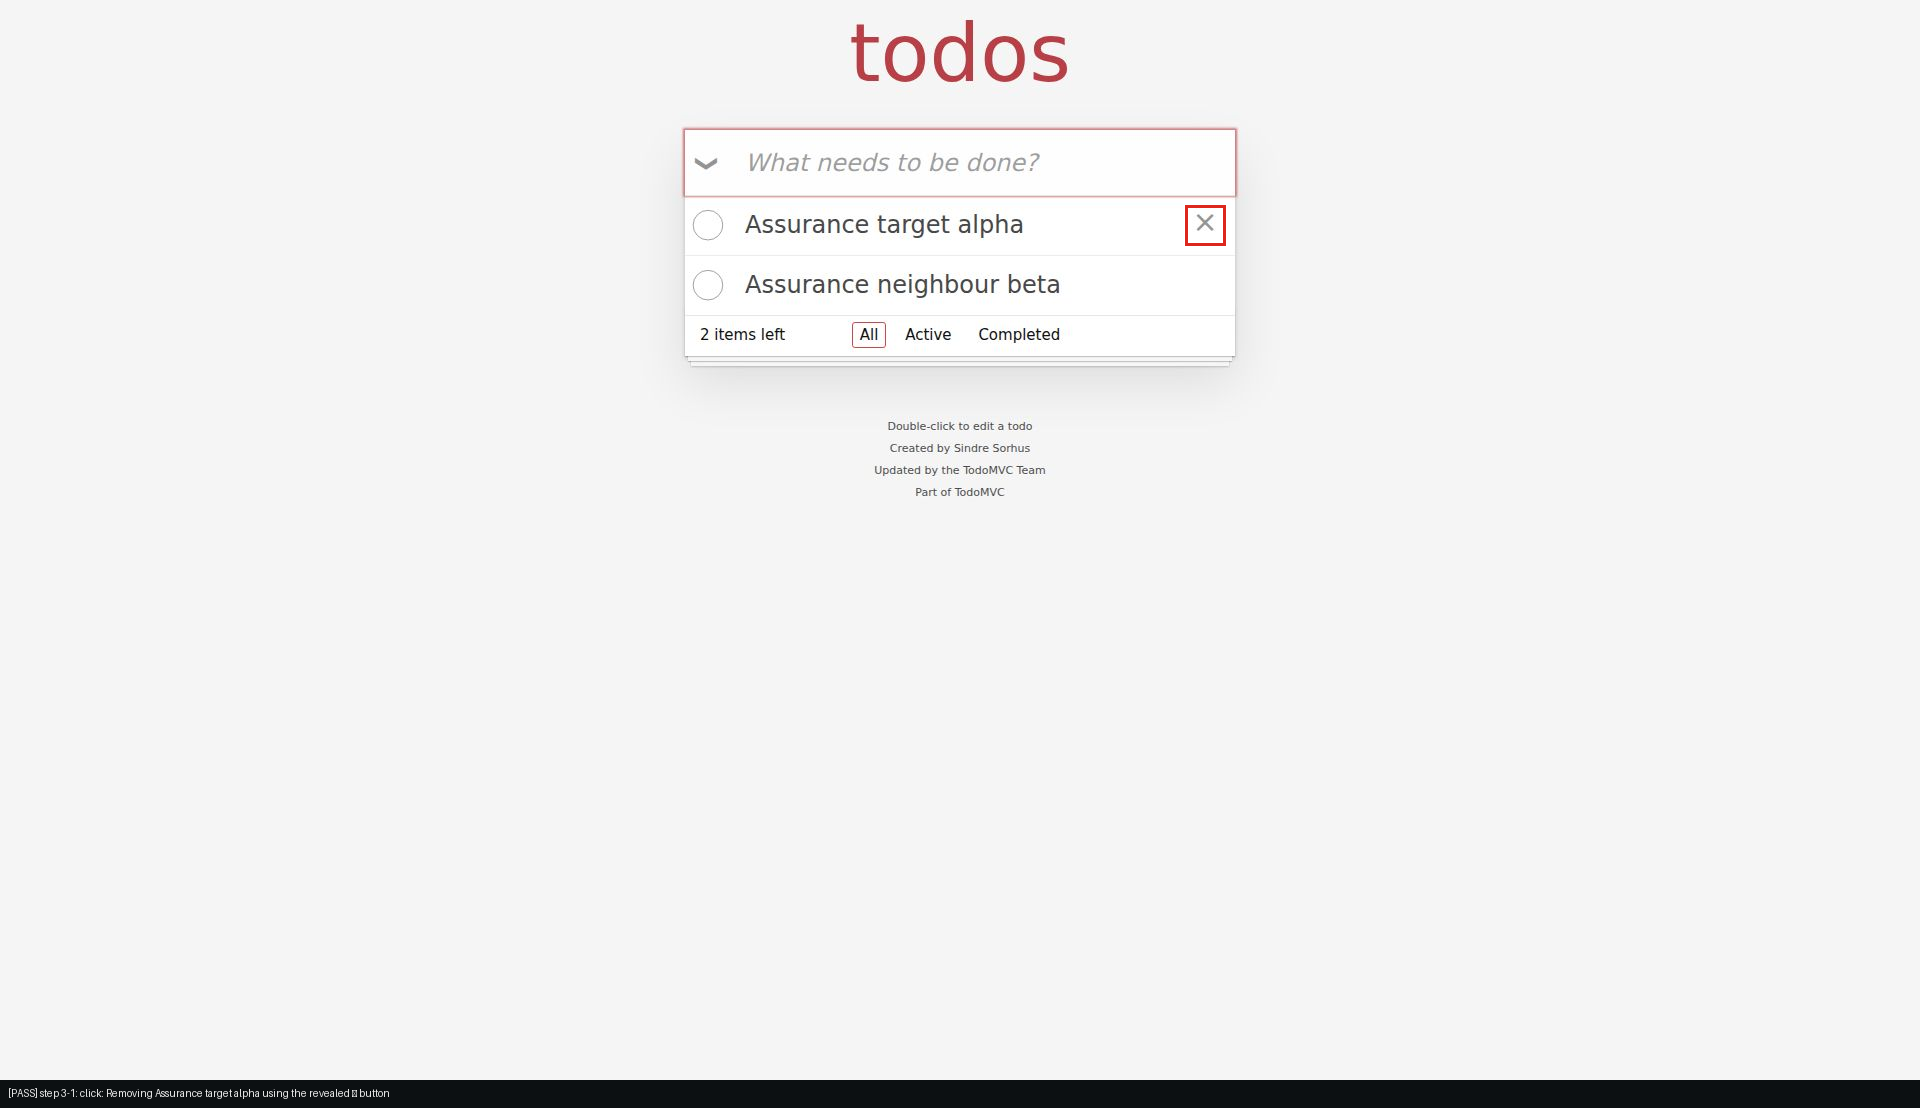 todos
What needs to be done?
Assurance target alpha
Assurance neighbour beta
2 items left All Active Completed
Double-click to edit a todo
Created by Sindre Sorhus
Updated by the TodoMVC Team
Part of TodoMVC
[PASS] step 3-1: click: Removing Assurance target alpha using the revealed button